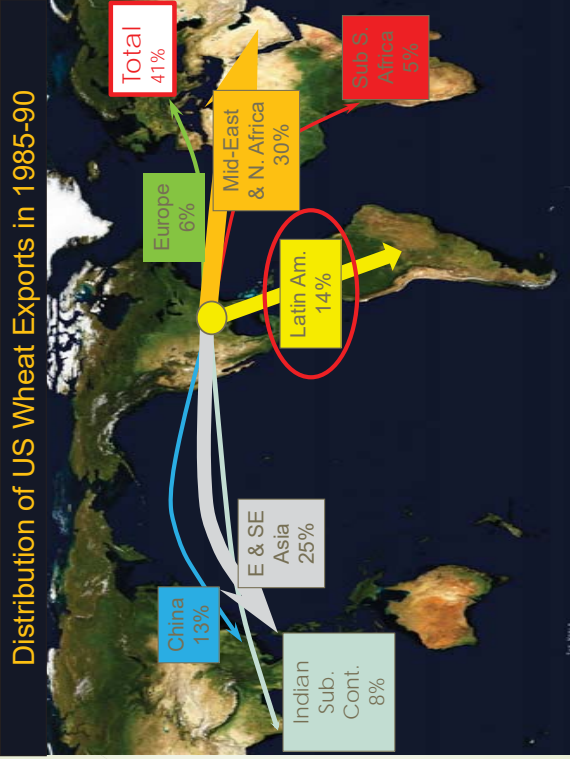 Distribution of US Wheat Exports in 1985-90
Total
41%
Europe
6%
Mid-East
& N. Africa
30%
Sub S.
Africa
5%
Latin Am.
14%
China
13%
E & SE
Asia
25%
Indian
Sub.
Cont.
8%